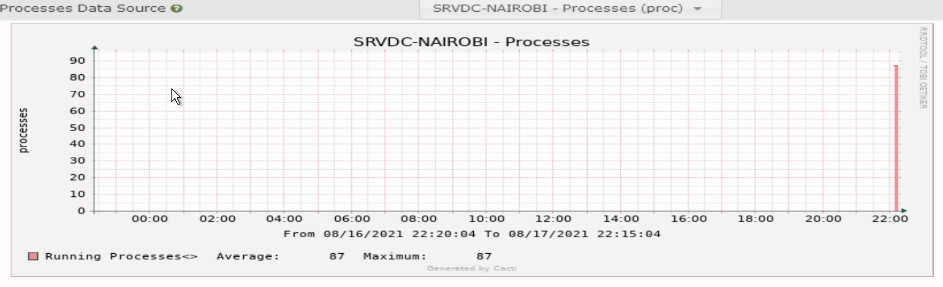 Processes Data Source
SRVDC-NAIROBI - Processes (proc)
SRVDC-NAIROBI - Processes
RRDTOOL / TOBI OETIKER
processes
90
80
70
60
50
40
30
20
10
0
00:00 02:00 04:00 06:00 08:00 10:00 12:00 14:00 16:00 18:00 20:00 22:00
From 08/16/2021 22:20:04 To 08/17/2021 22:15:04
Running Processes<> Average: 87 Maximum: 87
Generated by Cacti